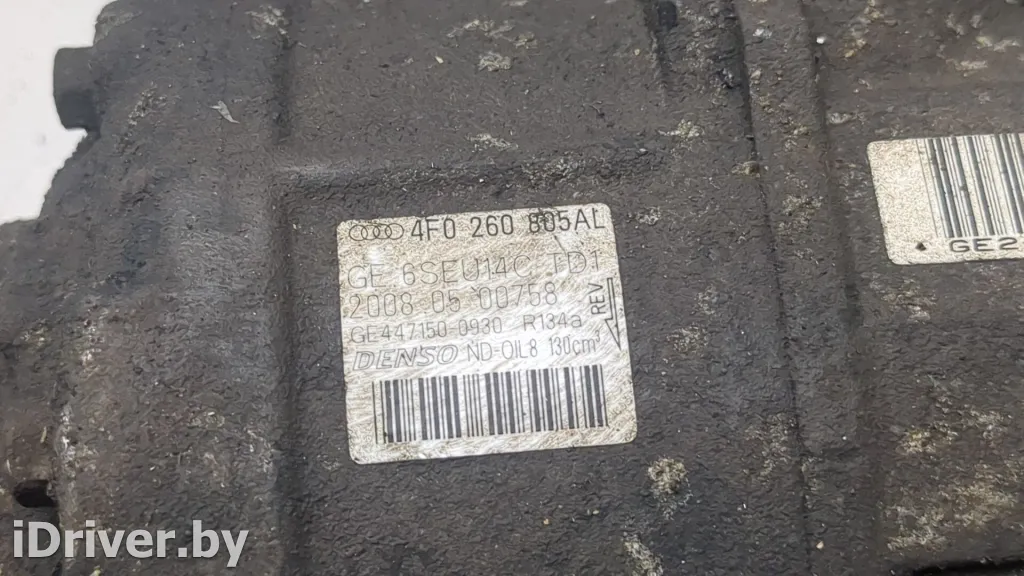 4F0 260 805AL
GE 6SEU14C TD1
2008 05 00758
GE447150-0930 R134a
DENSO ND-OIL8 130cm³
REV
GE2
iDriver.by